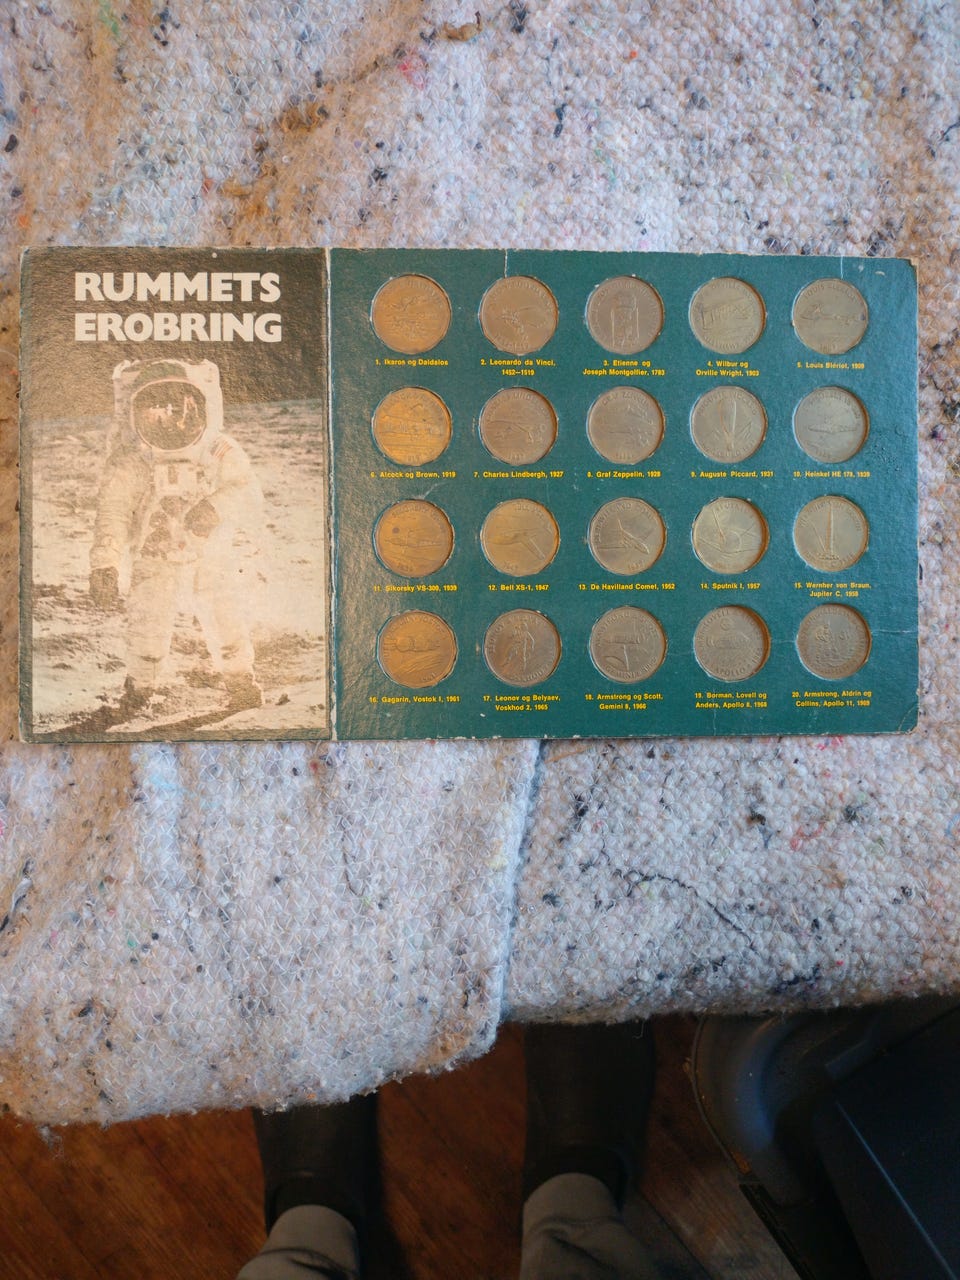 RUMMETS
EROBRING
1. Ikaros og Daidalos
2. Leonardo da Vinci,
1452—1519
3. Etienne og
Joseph Montgolfier, 1783
4. Wilbur og
Orville Wright, 1903
5. Louis Blériot, 1909
6. Alcock og Brown, 1919
7. Charles Lindbergh, 1927
8. Graf Zeppelin, 1928
9. Auguste Piccard, 1931
10. Heinkel HE 178, 1939
11. Sikorsky VS-300, 1939
12. Bell XS-1, 1947
13. De Havilland Comet, 1952
14. Sputnik I, 1957
15. Wernher von Braun,
Jupiter C, 1958
16. Gagarin, Vostok I, 1961
17. Leonov og Belyaev,
Voskhod 2, 1965
18. Armstrong og Scott,
Gemini 8, 1966
19. Borman, Lovell og
Anders, Apollo 8, 1968
20. Armstrong, Aldrin og
Collins, Apollo 11, 1969